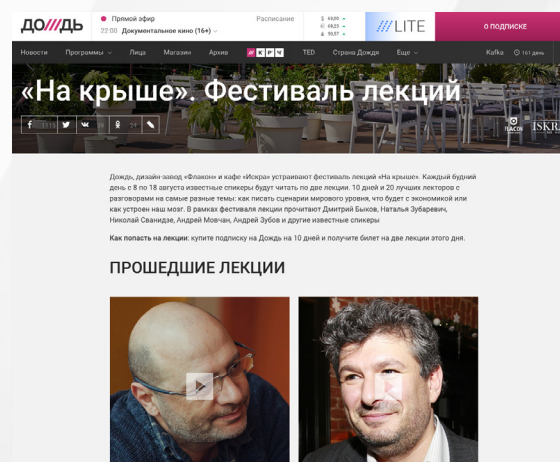 ДО///ДЬ
Прямой эфир
Расписание
22:00 Документальное кино (16+)
///LITE
О ПОДПИСКЕ
Новости Программы Лица Магазин Архив КРЧ TED Страна Дождя Еще Kafka 161 день
«На крыше». Фестиваль лекций
FLACON ISKRA
Дождь, дизайн-завод «Флакон» и кафе «Искра» устраивают фестиваль лекций «На крыше». Каждый будний
день с 8 по 18 августа известные спикеры будут читать по две лекции. 10 дней и 20 лучших лекторов с
разговорами на самые разные темы: как писать сценарии мирового уровня, что будет с экономикой или
как устроен наш мозг. В рамках фестиваля лекции прочитают Дмитрий Быков, Наталья Зубаревич,
Николай Сванидзе, Андрей Мовчан, Андрей Зубов и другие известные спикеры
Как попасть на лекции: купите подписку на Дождь на 10 дней и получите билет на две лекции этого дня.
ПРОШЕДШИЕ ЛЕКЦИИ